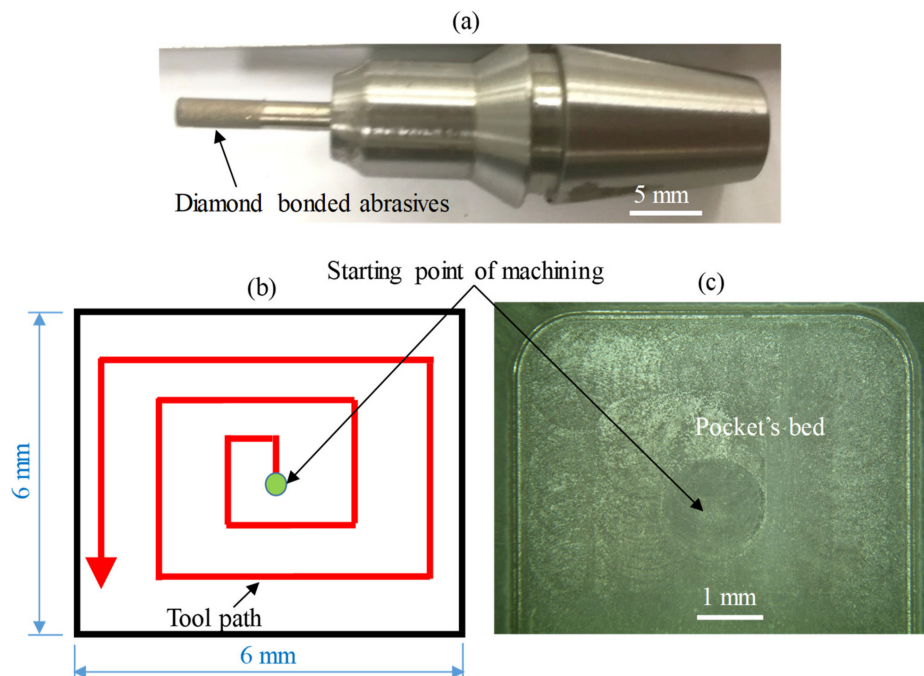 (a)
Diamond bonded abrasives
5 mm
Starting point of machining
(b)
(c)
6 mm
Pocket's bed
Tool path
1 mm
6 mm